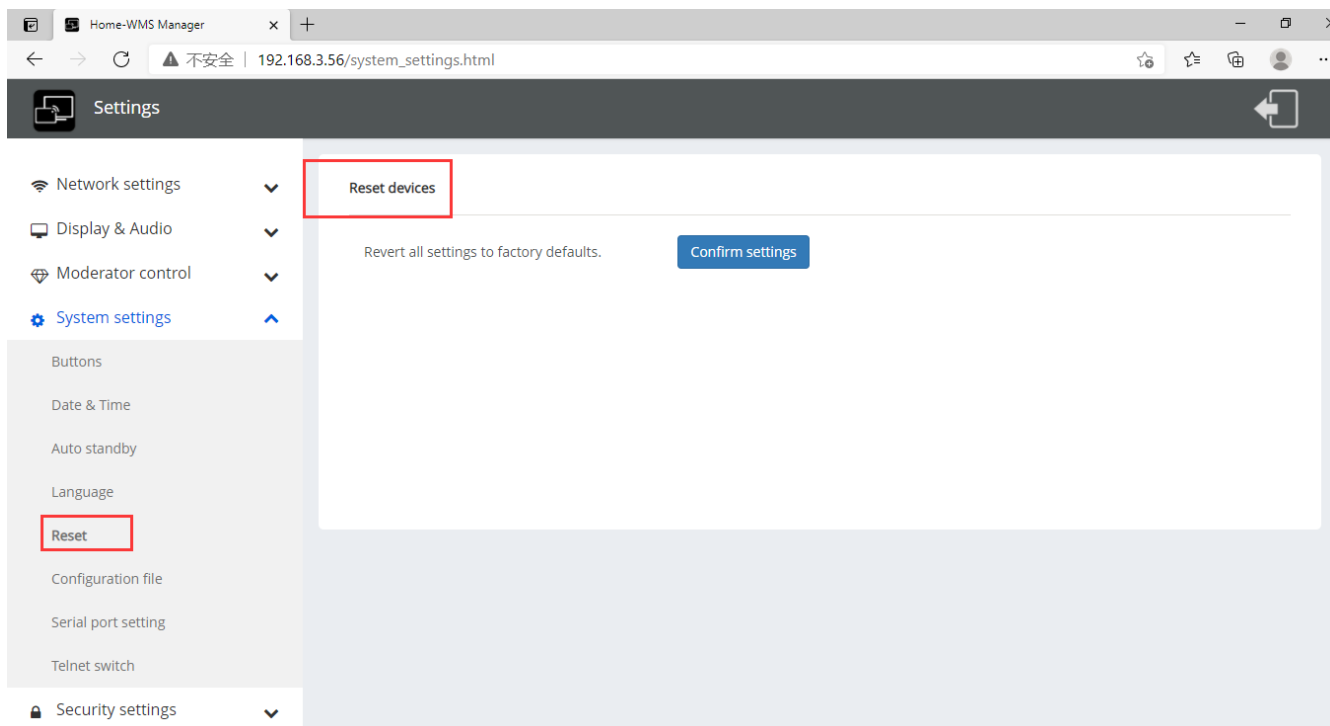 Home-WMS Manager
不安全 192.168.3.56/system_settings.html
Settings
Network settings
Display & Audio
Moderator control
System settings
Buttons
Date & Time
Auto standby
Language
Reset
Configuration file
Serial port setting
Telnet switch
Security settings
Reset devices
Revert all settings to factory defaults. Confirm settings